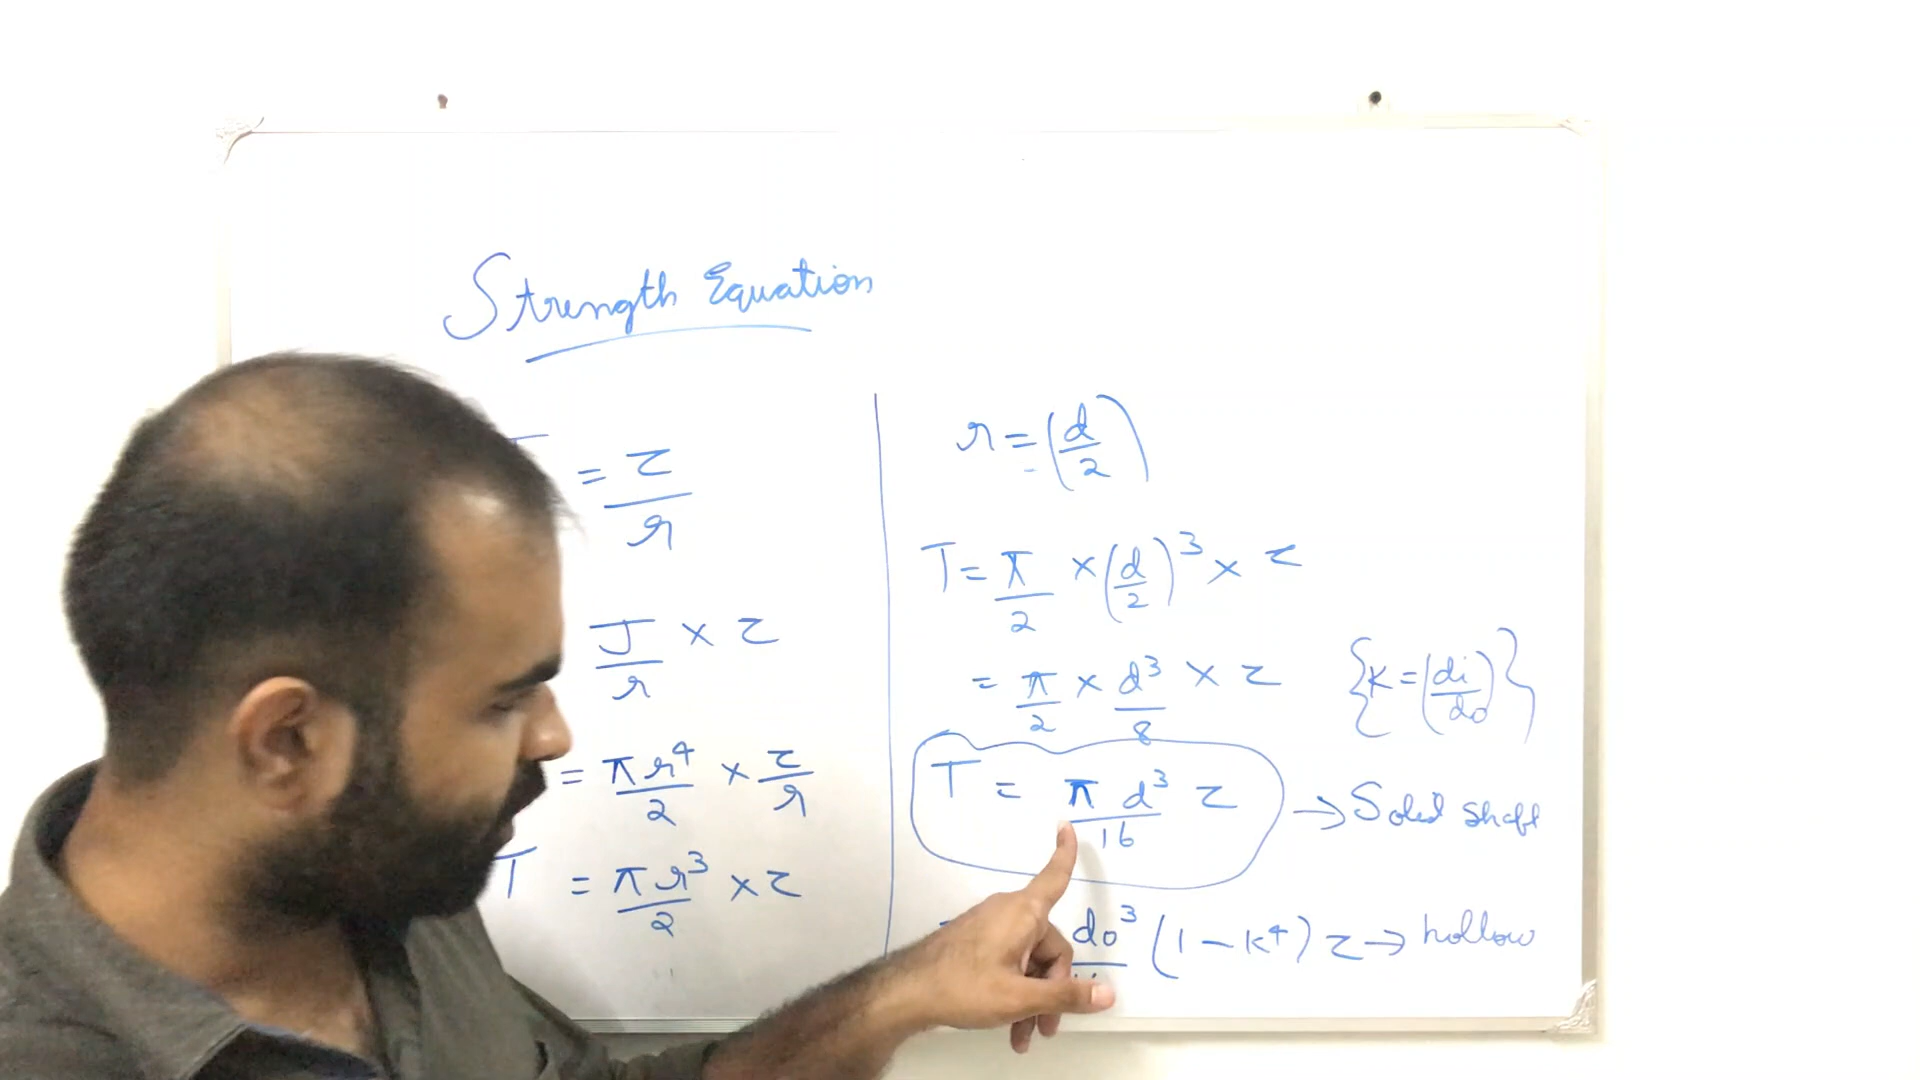 Strength Equation
= τ/r
J/r × τ
= πr⁴/2 × τ/r
T = πr³/2 × τ
r = (d/2)
T = π/2 × (d/2)³ × τ
= π/2 × d³/8 × τ
{K = (di/do)}
T = πd³/16 τ → Solid shaft
do³ (1 − k⁴) τ → hollow